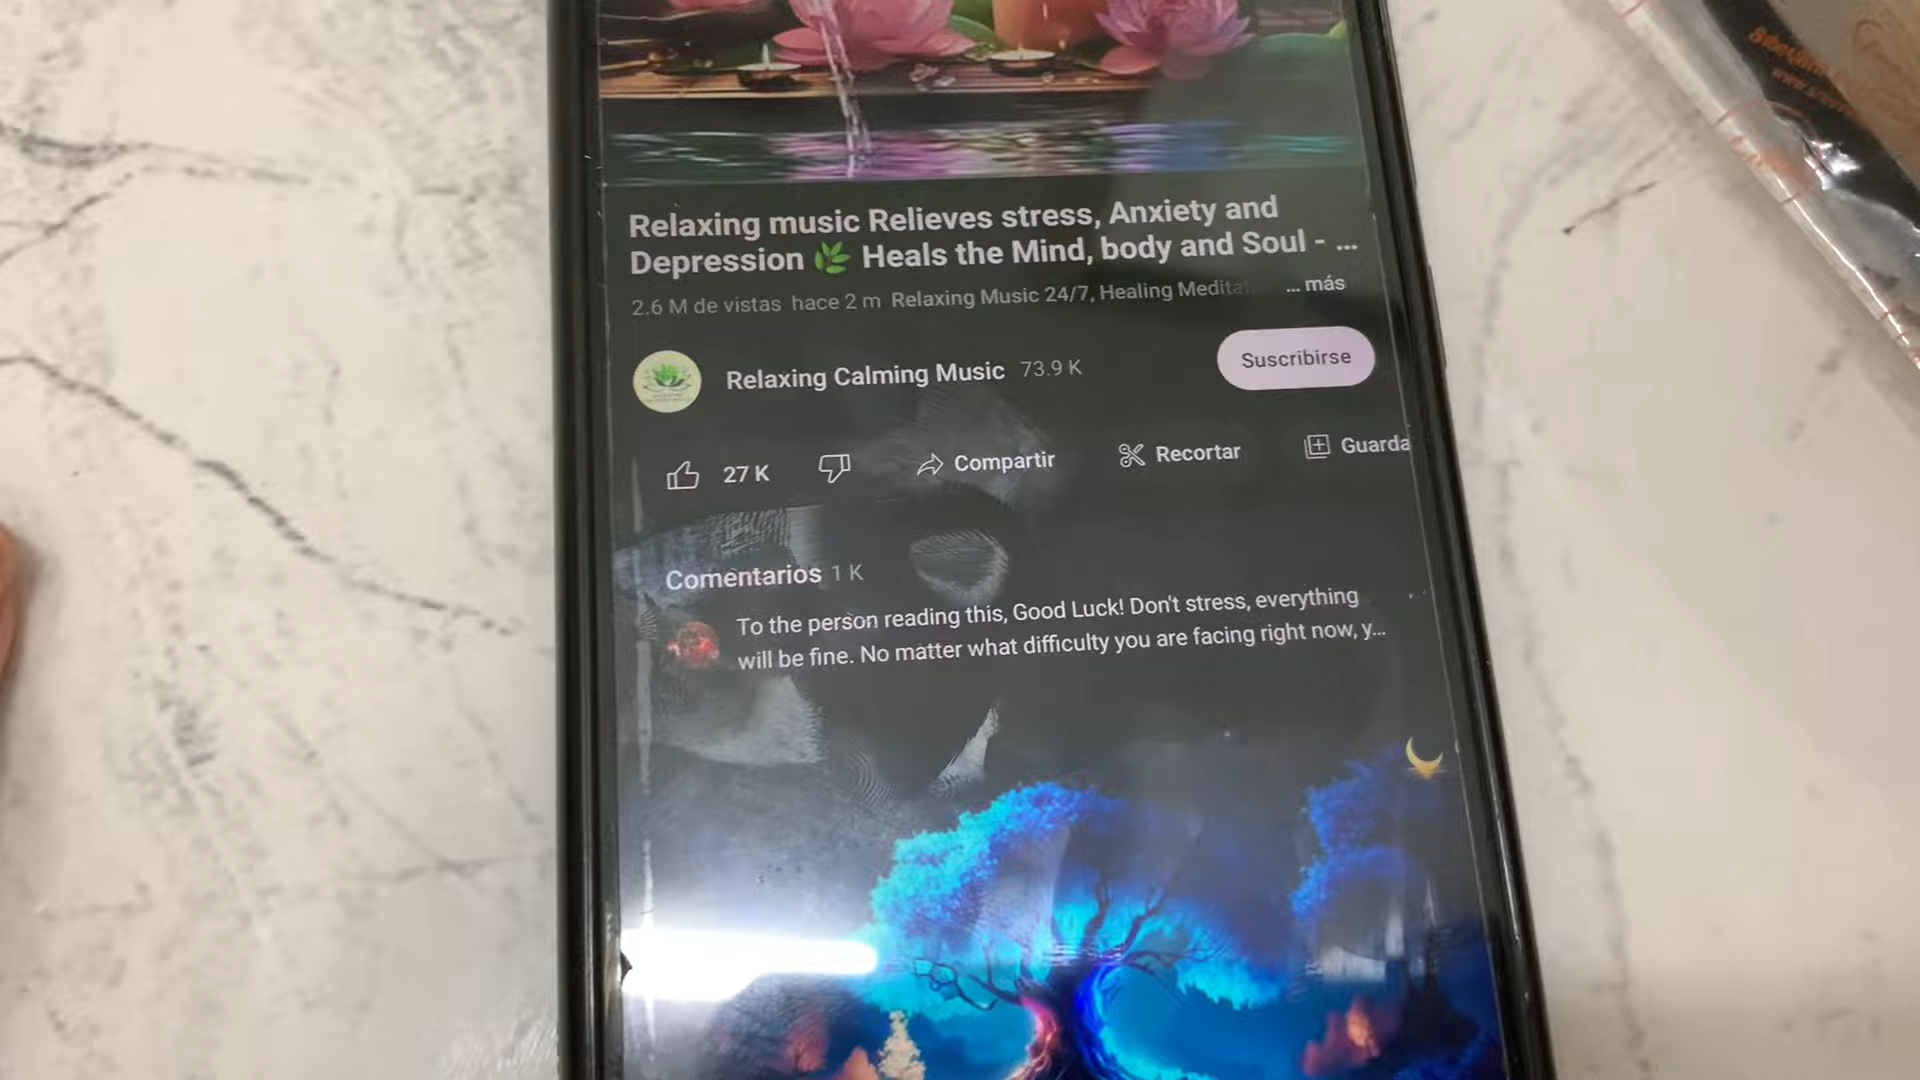 Relaxing music Relieves stress, Anxiety and
Depression 🌿 Heals the Mind, body and Soul - ...
2.6 M de vistas hace 2 m Relaxing Music 24/7, Healing Medita ... más
Relaxing Calming Music 73.9 K
Suscribirse
27 K Compartir Recortar Guarda
Comentarios 1 K
To the person reading this, Good Luck! Don't stress, everything
will be fine. No matter what difficulty you are facing right now, y...